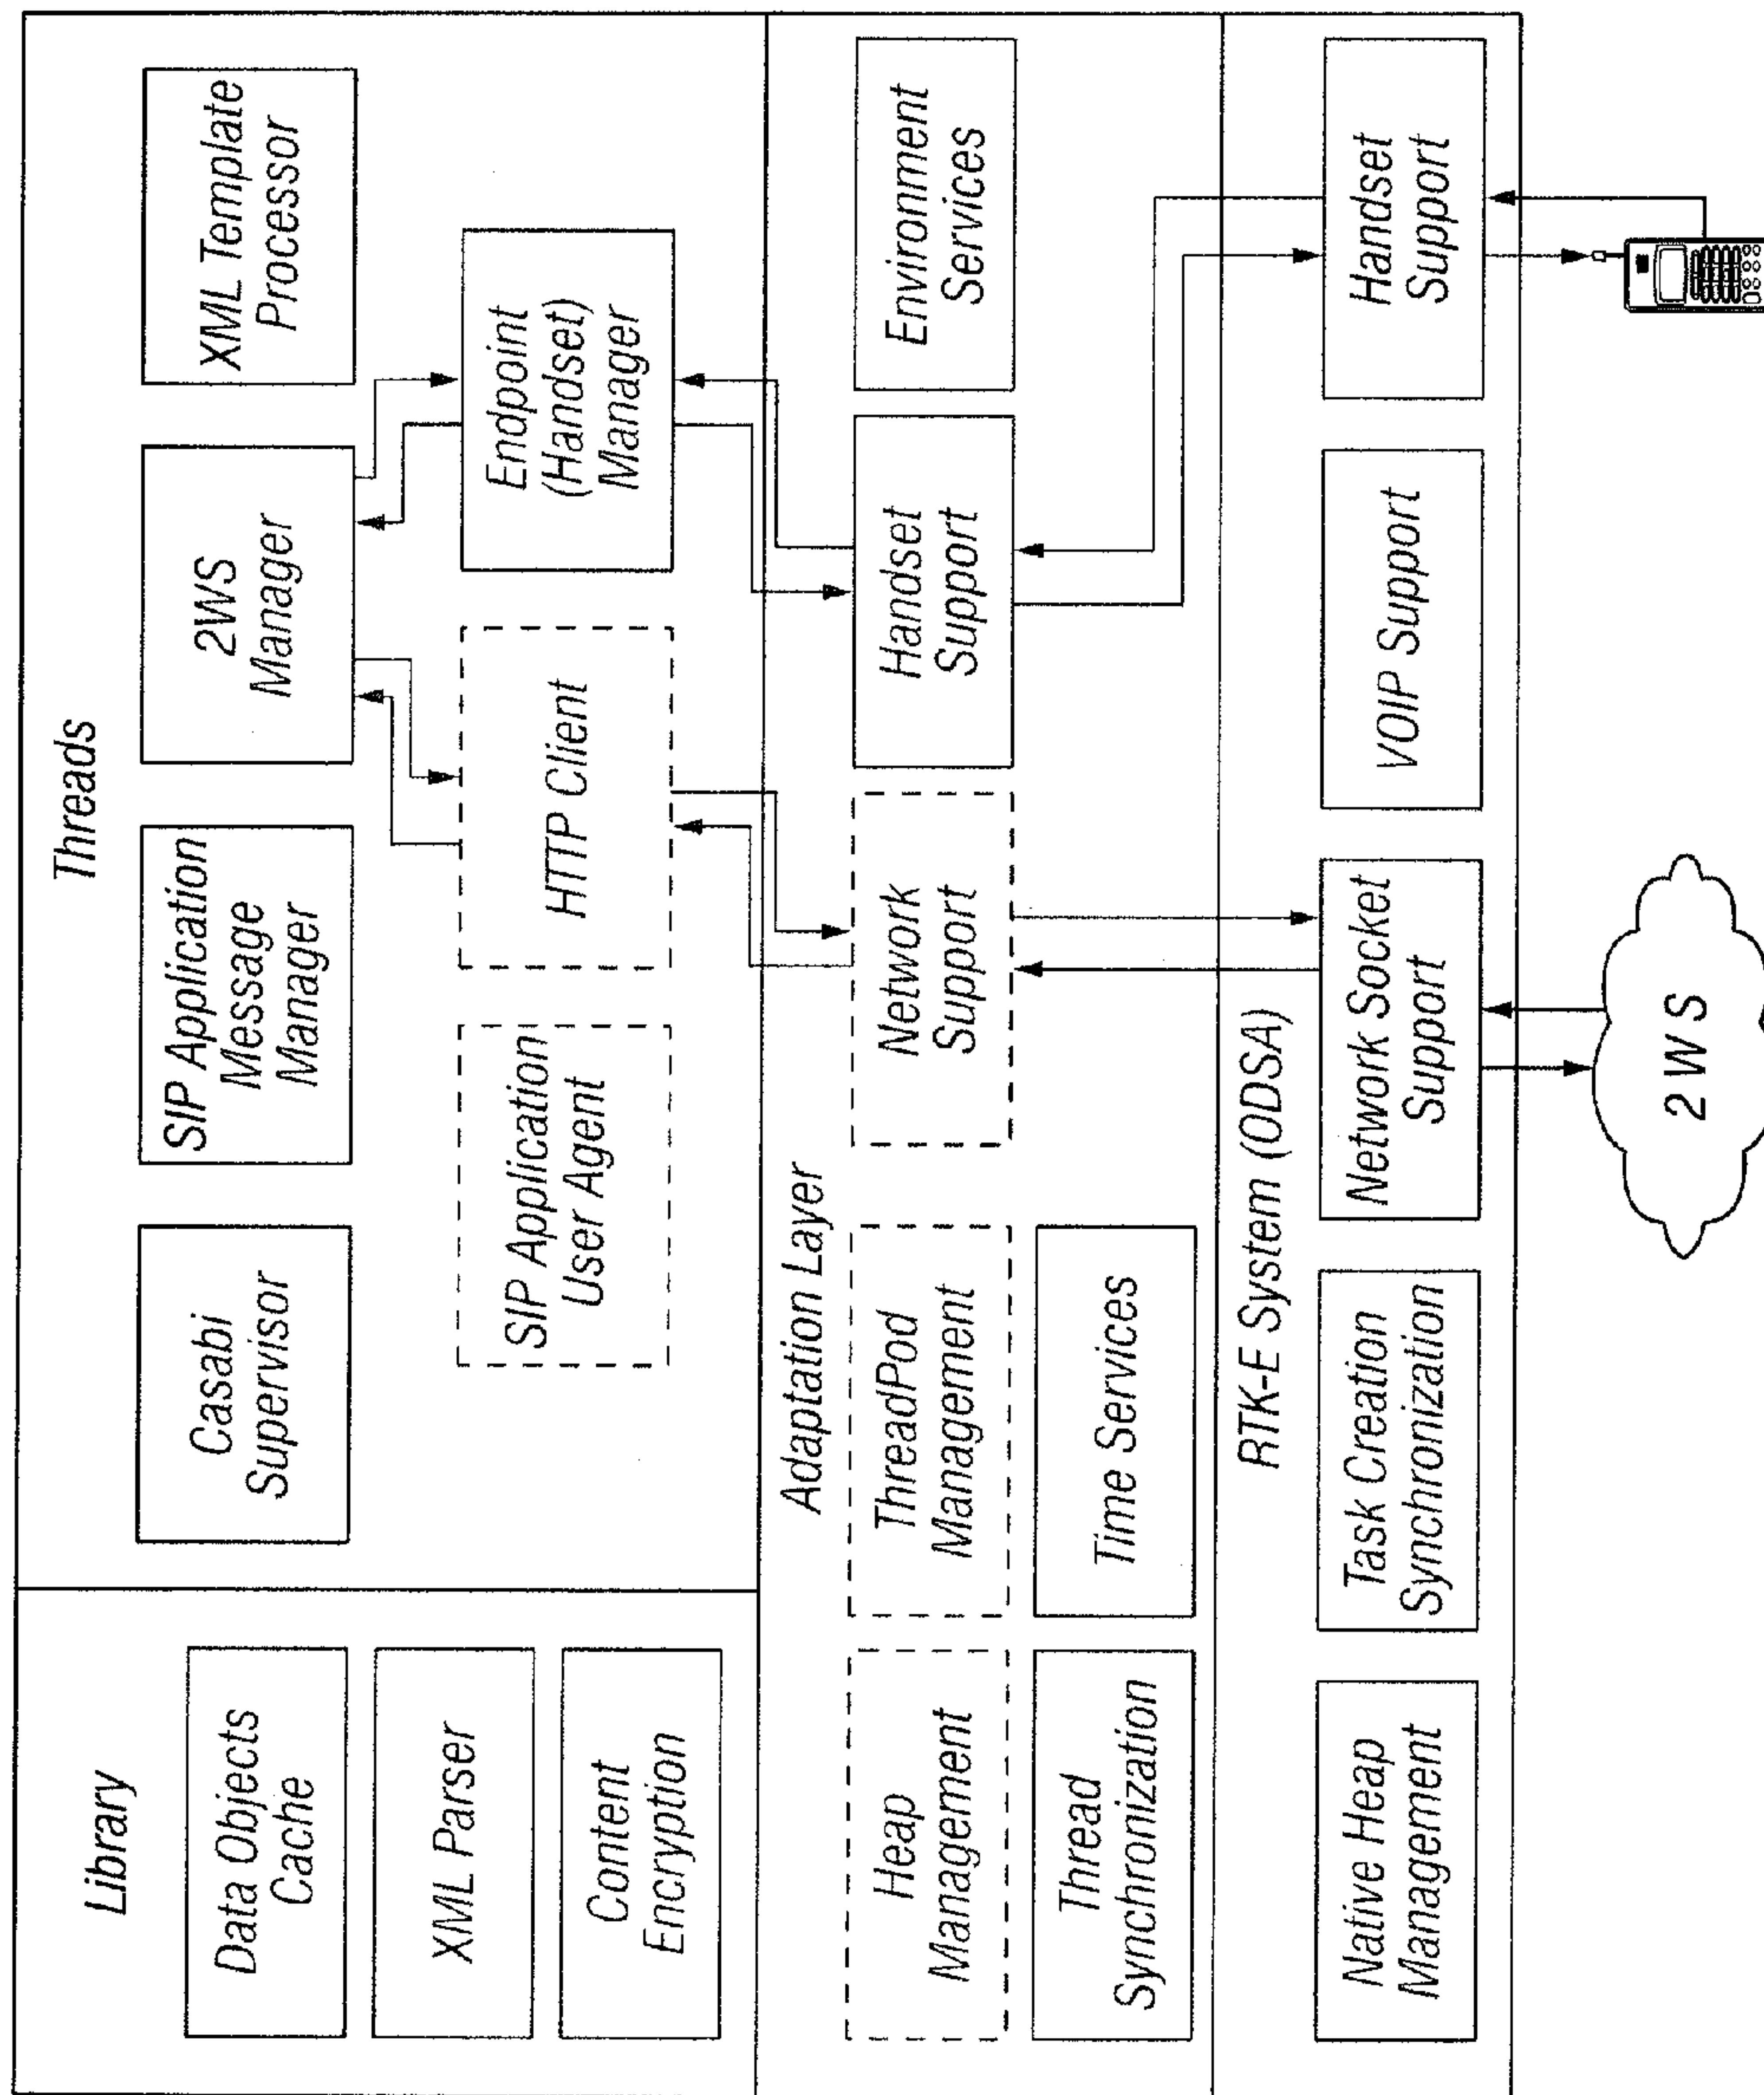 Library
Data Objects
Cache
XML Parser
Content
Encryption
Threads
Casabi
Supervisor
SIP Application
Message
Manager
2WS
Manager
XML Template
Processor
SIP Application
User Agent
HTTP Client
Endpoint
(Handset)
Manager
Adaptation Layer
Heap
Management
ThreadPod
Management
Network
Support
Handset
Support
Environment
Services
Thread
Synchronization
Time Services
RTK-E System (ODSA)
Native Heap
Management
Task Creation
Synchronization
Network Socket
Support
VOIP Support
Handset
Support
2 W S